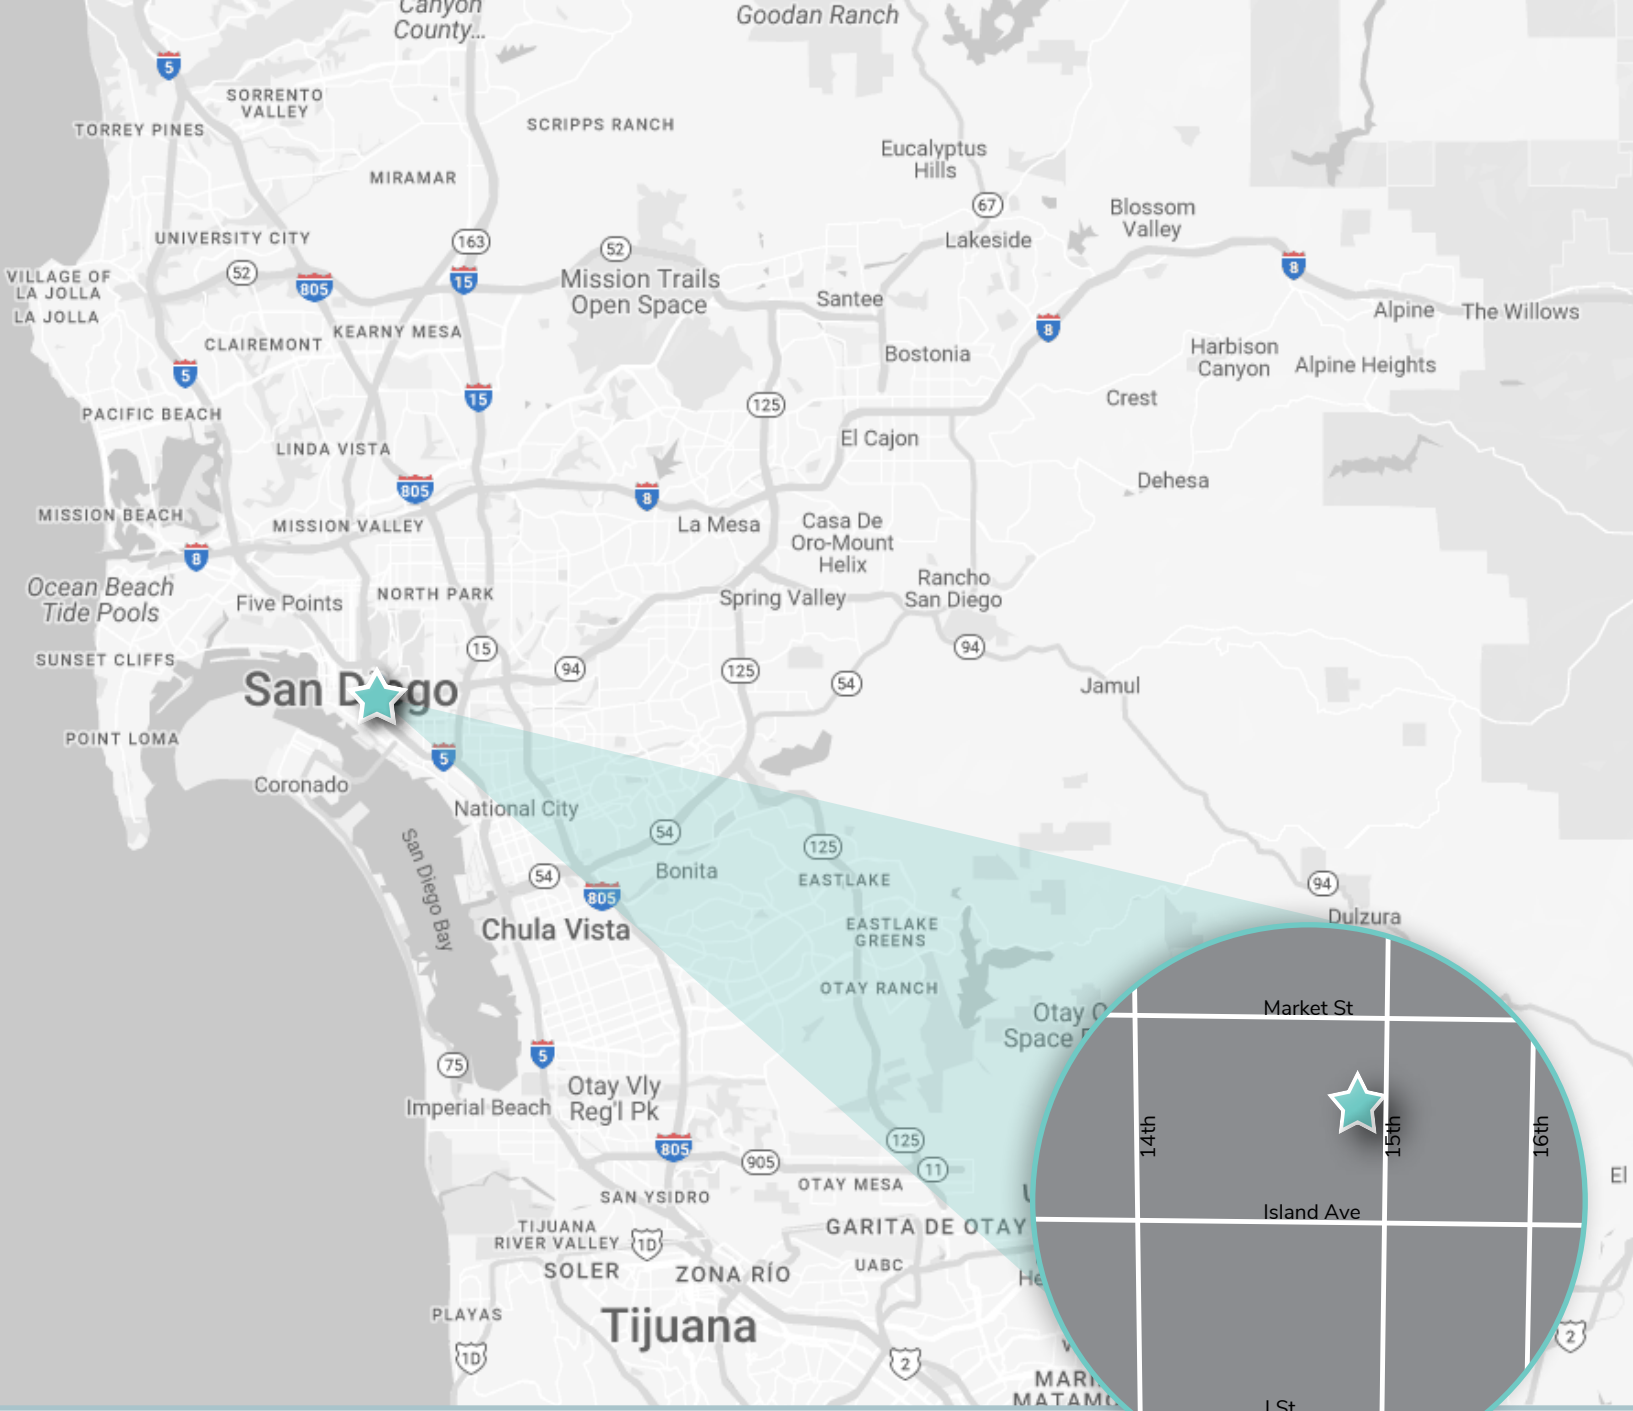 Canyon
County...
Goodan Ranch
5
SORRENTO
VALLEY
TORREY PINES
SCRIPPS RANCH
Eucalyptus
Hills
MIRAMAR
67
Blossom
Valley
UNIVERSITY CITY
163
52
Lakeside
VILLAGE OF
LA JOLLA
LA JOLLA
52
805
15
Mission Trails
Open Space
Santee
8
8
Alpine
The Willows
KEARNY MESA
CLAIREMONT
Bostonia
Harbison
Canyon
Alpine Heights
5
15
125
Crest
PACIFIC BEACH
LINDA VISTA
El Cajon
805
8
Dehesa
MISSION BEACH
MISSION VALLEY
La Mesa
Casa De
Oro-Mount
Helix
8
Ocean Beach
Tide Pools
Five Points
NORTH PARK
Spring Valley
Rancho
San Diego
SUNSET CLIFFS
15
94
125
54
94
San Diego
Jamul
POINT LOMA
5
Coronado
National City
San Diego Bay
54
125
Bonita
EASTLAKE
54
805
94
Dulzura
Chula Vista
EASTLAKE
GREENS
OTAY RANCH
Otay
Space
75
5
Otay Vly
Reg'l Pk
Imperial Beach
805
905
125
11
OTAY MESA
SAN YSIDRO
TIJUANA
RIVER VALLEY
1D
GARITA DE OTAY
SOLER
ZONA RÍO
UABC
He
PLAYAS
Tijuana
1D
2
2
El
MATAMO
Market St
14th
15th
16th
Island Ave
J St